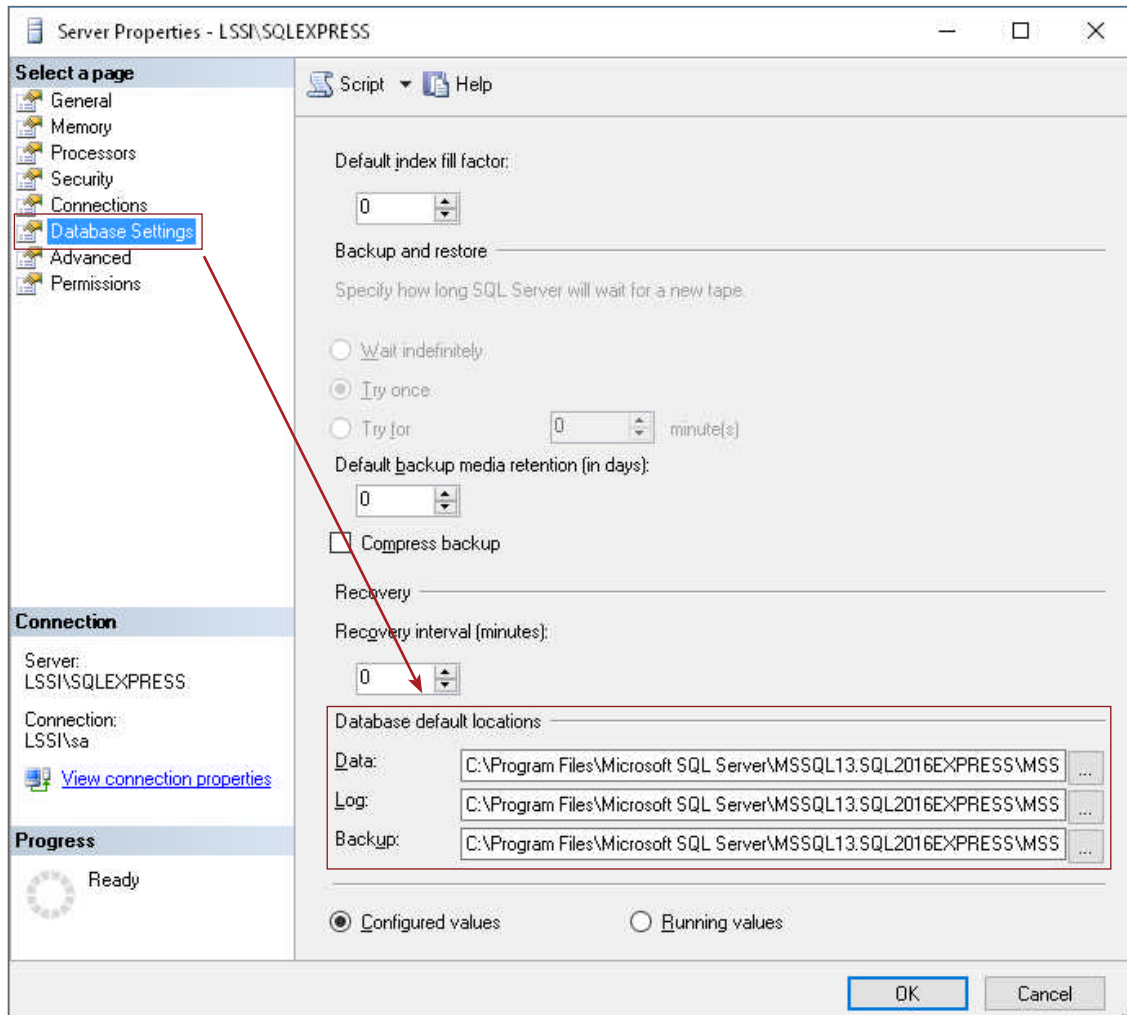 Server Properties - LSSI\SQLEXPRESS
Select a page
General
Memory
Processors
Security
Connections
Database Settings
Advanced
Permissions
Connection
Server:
LSSI\SQLEXPRESS
Connection:
LSSI\sa
View connection properties
Progress
Ready
Script
Help
Default index fill factor:
0
Backup and restore
Specify how long SQL Server will wait for a new tape.
Wait indefinitely
Try once
Try for 0 minute(s)
Default backup media retention (in days):
0
Compress backup
Recovery
Recovery interval (minutes):
0
Database default locations
Data: C:\Program Files\Microsoft SQL Server\MSSQL13.SQL2016EXPRESS\MSS ...
Log: C:\Program Files\Microsoft SQL Server\MSSQL13.SQL2016EXPRESS\MSS ...
Backup: C:\Program Files\Microsoft SQL Server\MSSQL13.SQL2016EXPRESS\MSS ...
Configured values Running values
OK Cancel